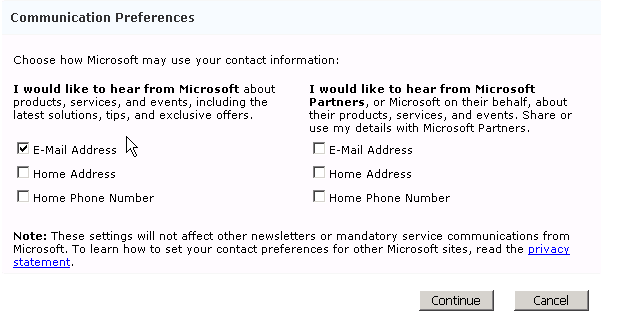 Communication Preferences
Choose how Microsoft may use your contact information:
I would like to hear from Microsoft about
products, services, and events, including the
latest solutions, tips, and exclusive offers.
E-Mail Address
Home Address
Home Phone Number
I would like to hear from Microsoft
Partners, or Microsoft on their behalf, about
their products, services, and events. Share or
use my details with Microsoft Partners.
E-Mail Address
Home Address
Home Phone Number
Note: These settings will not affect other newsletters or mandatory service communications from
Microsoft. To learn how to set your contact preferences for other Microsoft sites, read the privacy
statement.
Continue
Cancel